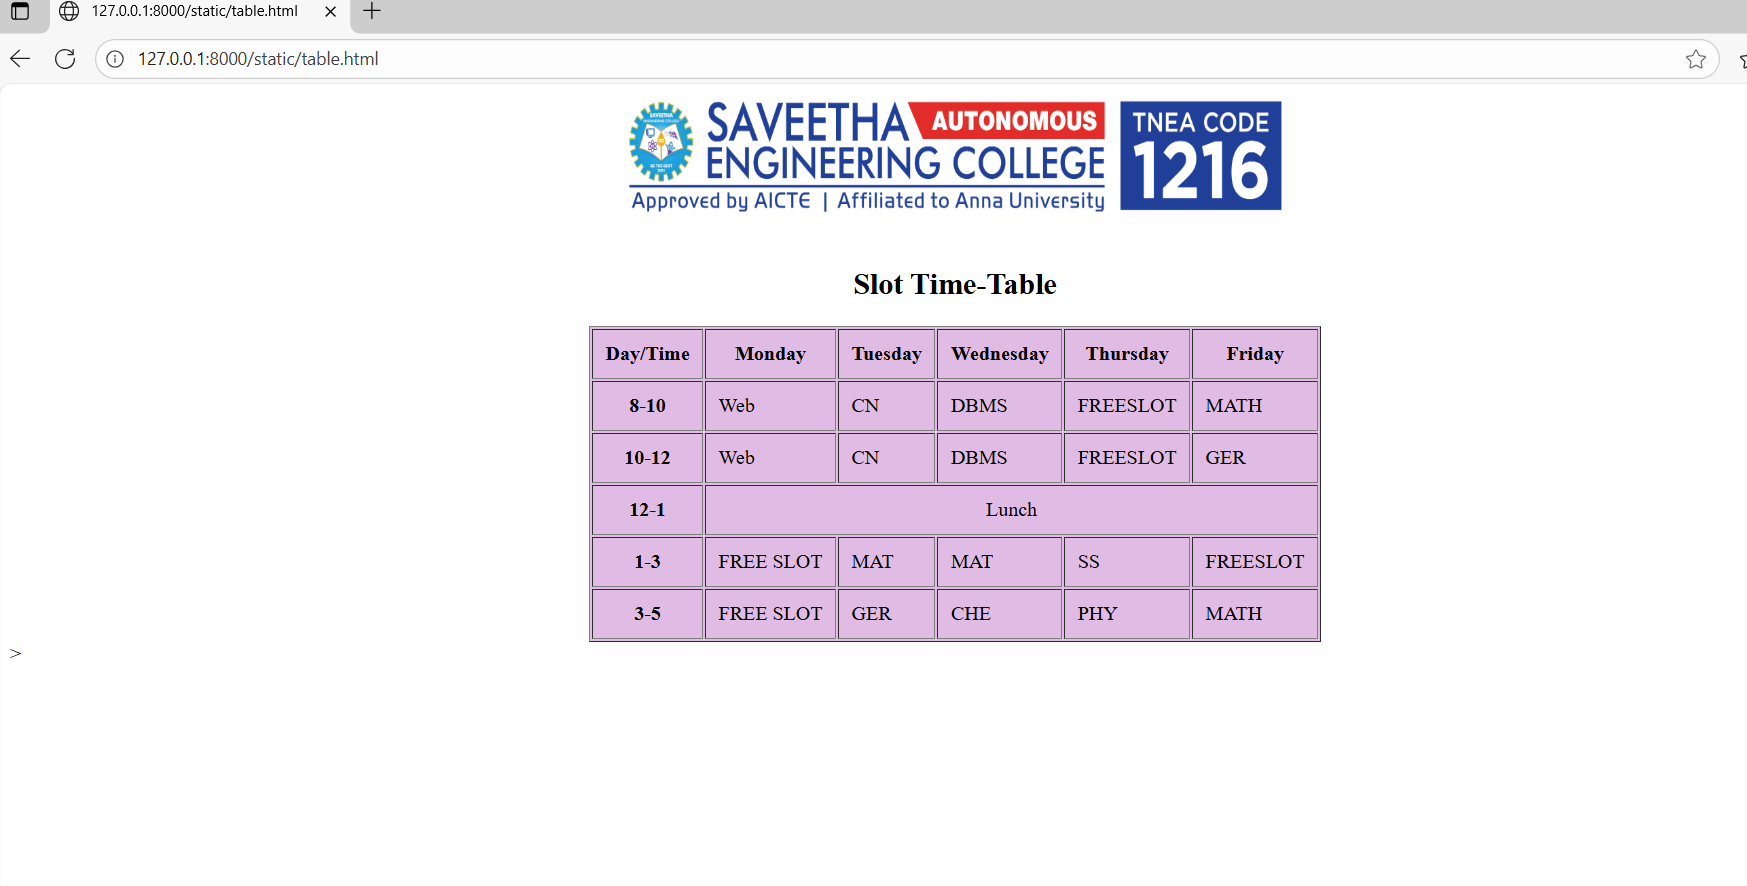 127.0.0.1:8000/static/table.html
127.0.0.1:8000/static/table.html
SAVEETHA AUTONOMOUS
ENGINEERING COLLEGE
Approved by AICTE | Affiliated to Anna University
TNEA CODE
1216
Slot Time-Table
Day/Time Monday Tuesday Wednesday Thursday Friday
8-10 Web CN DBMS FREESLOT MATH
10-12 Web CN DBMS FREESLOT GER
12-1 Lunch
1-3 FREE SLOT MAT MAT SS FREESLOT
3-5 FREE SLOT GER CHE PHY MATH
>